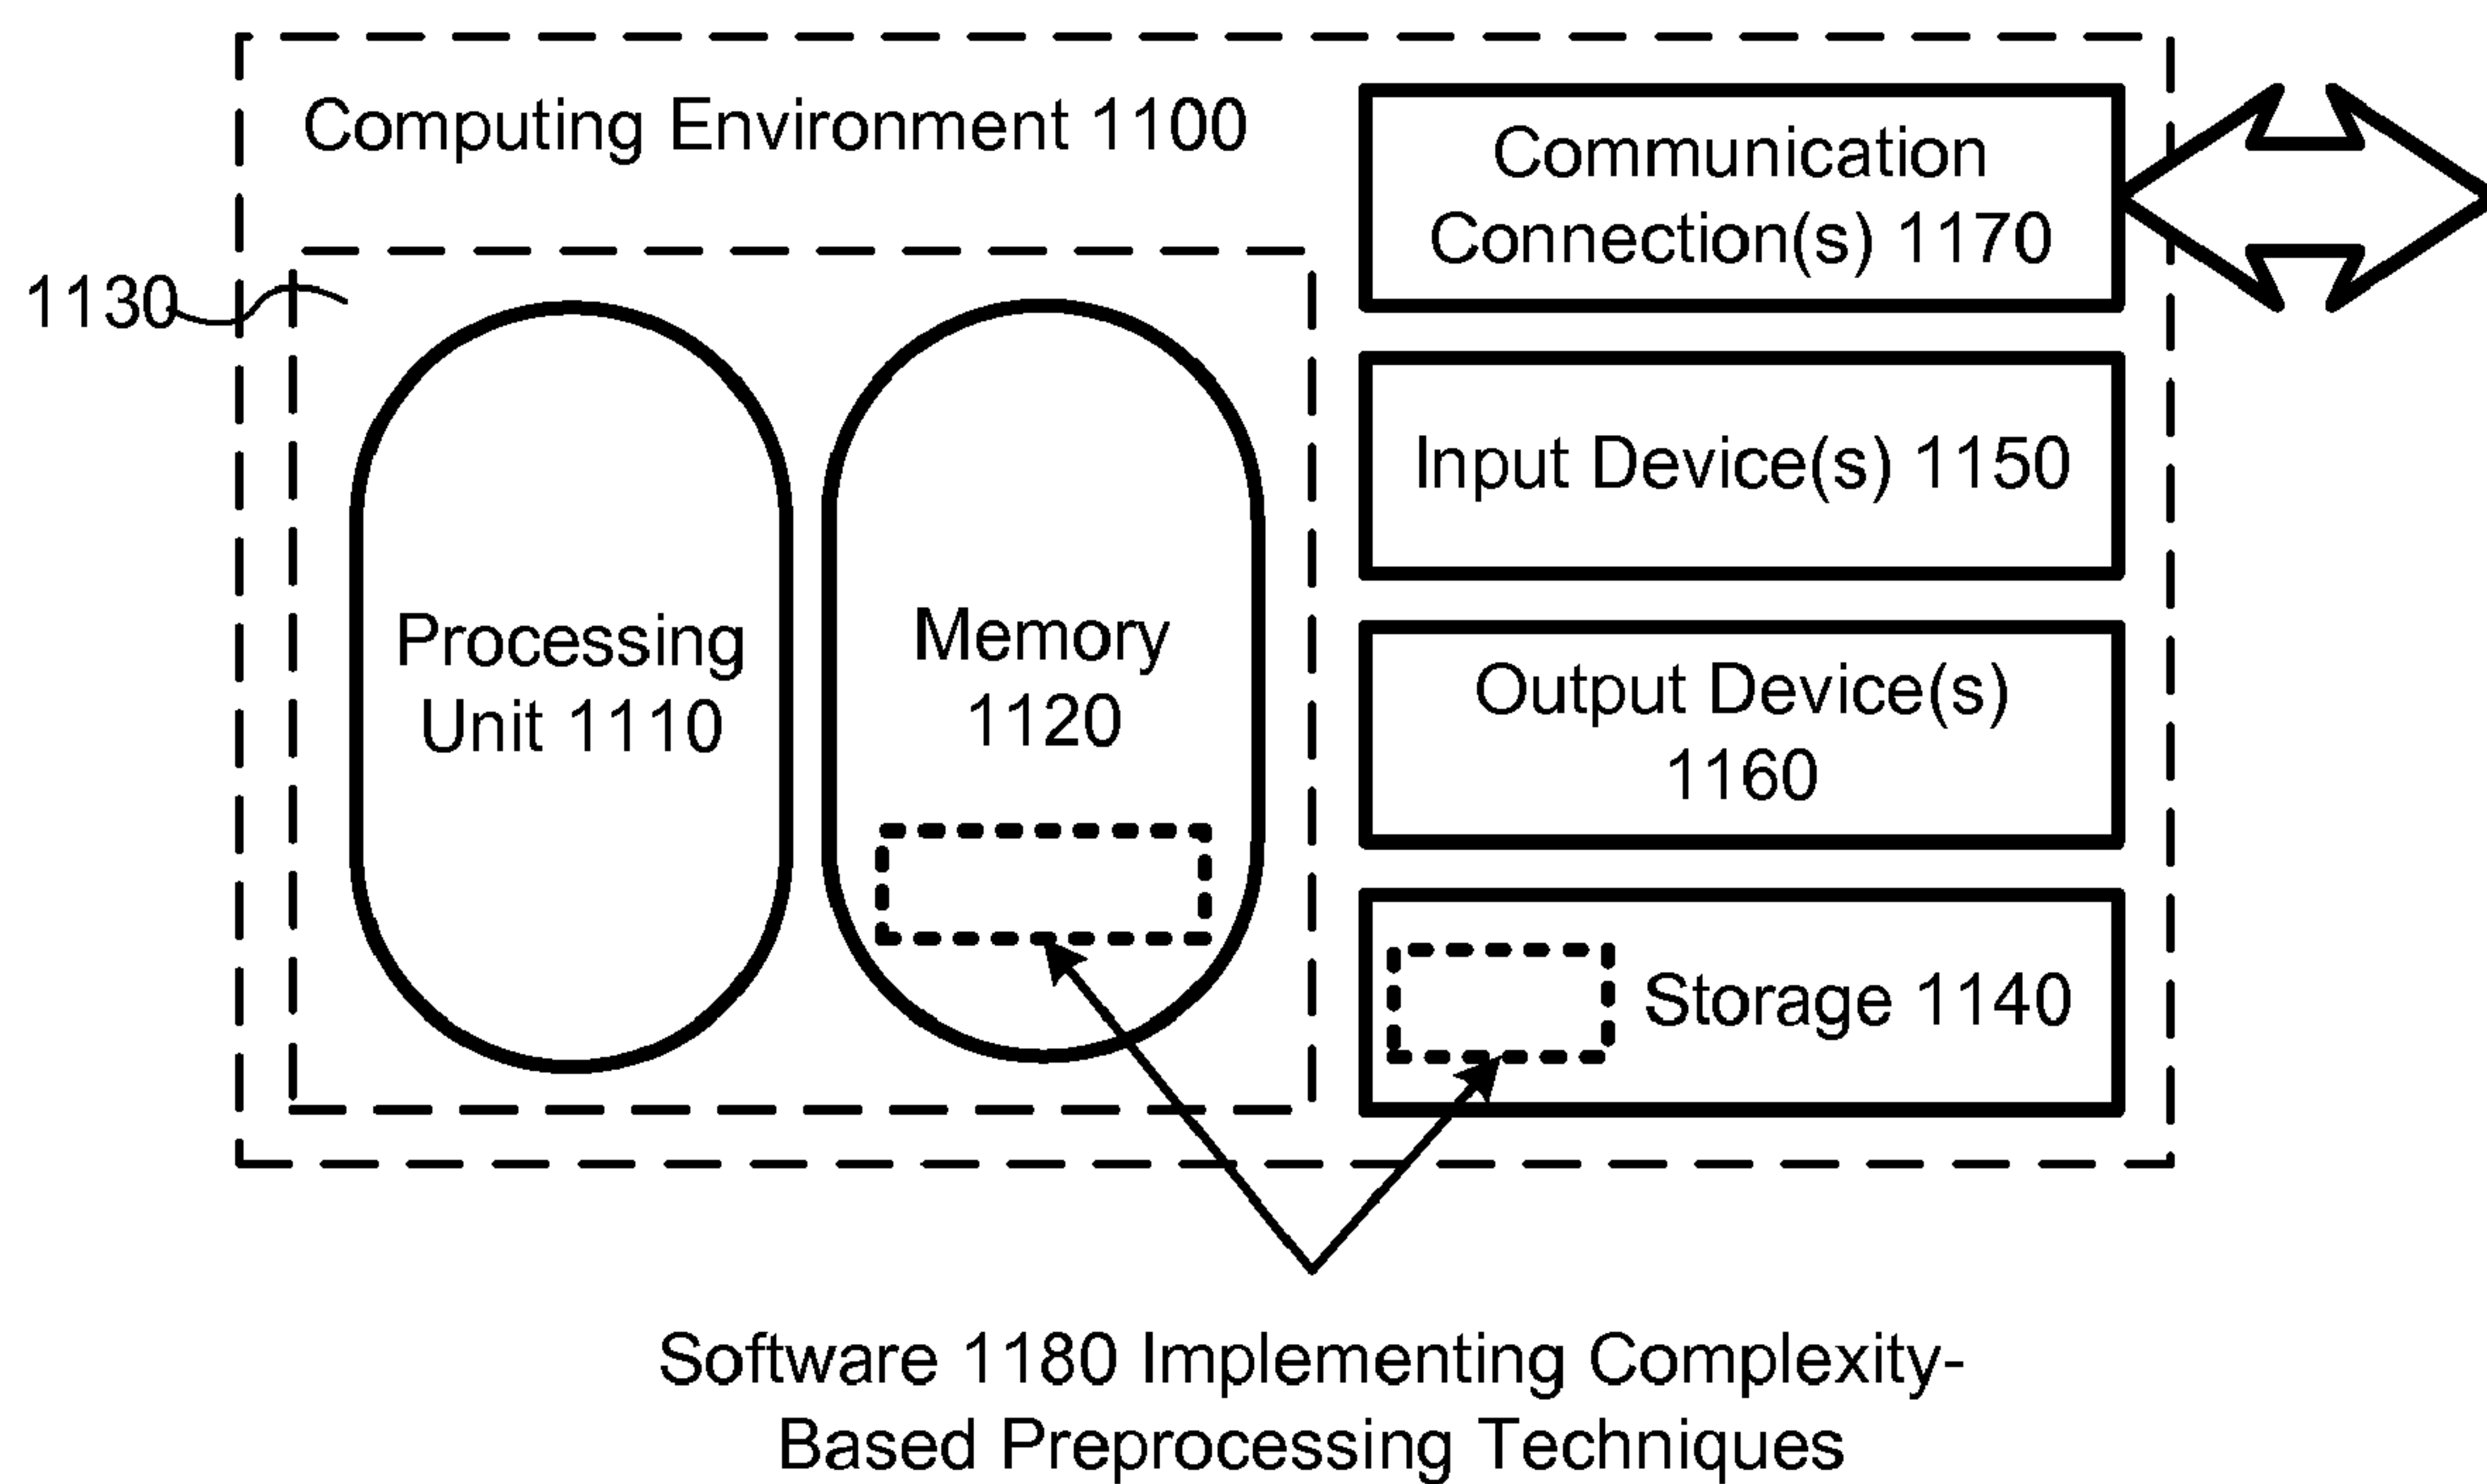 Computing Environment 1100
Communication
Connection(s) 1170
1130
Input Device(s) 1150
Processing
Unit 1110
Memory
1120
Output Device(s)
1160
Storage 1140
Software 1180 Implementing Complexity-
Based Preprocessing Techniques